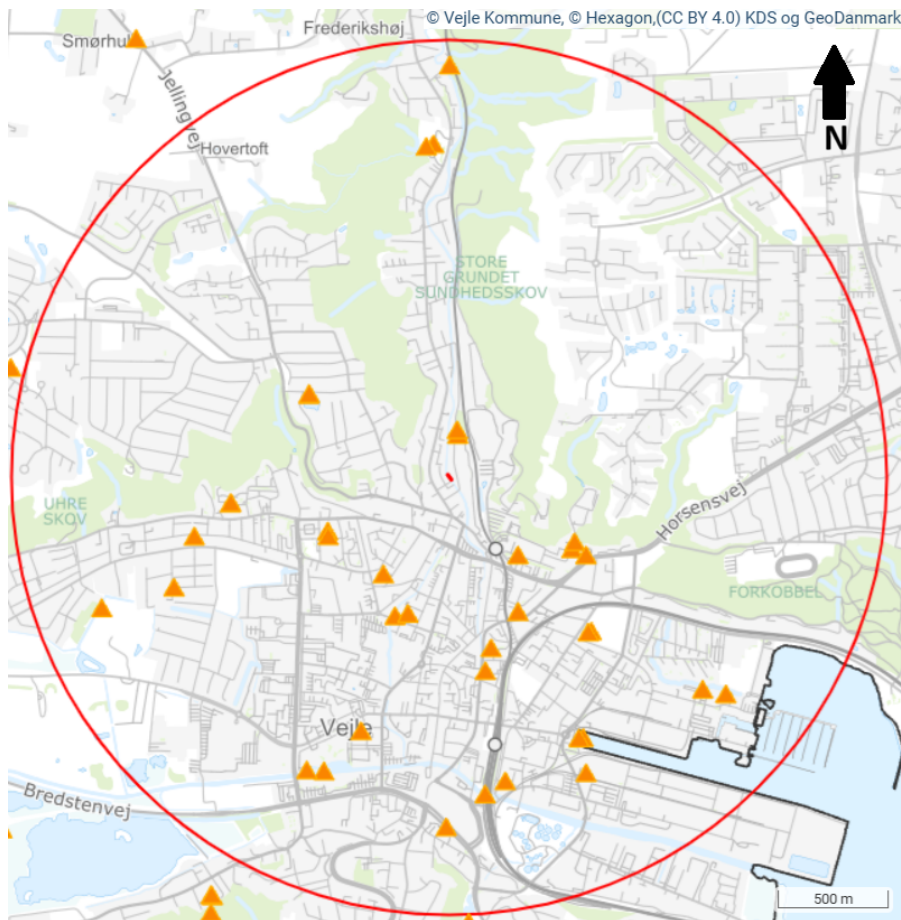 © Vejle Kommune, © Hexagon,(CC BY 4.0) KDS og GeoDanmark
Frederikshøj
Smørhul
Jellingvej
N
Hovertoft
STORE
GRUNDET
SUNDHEDSSKOV
UHRE
SKOV
Horsensvej
FORKOBBEL
Vejle
Bredstenvej
500 m